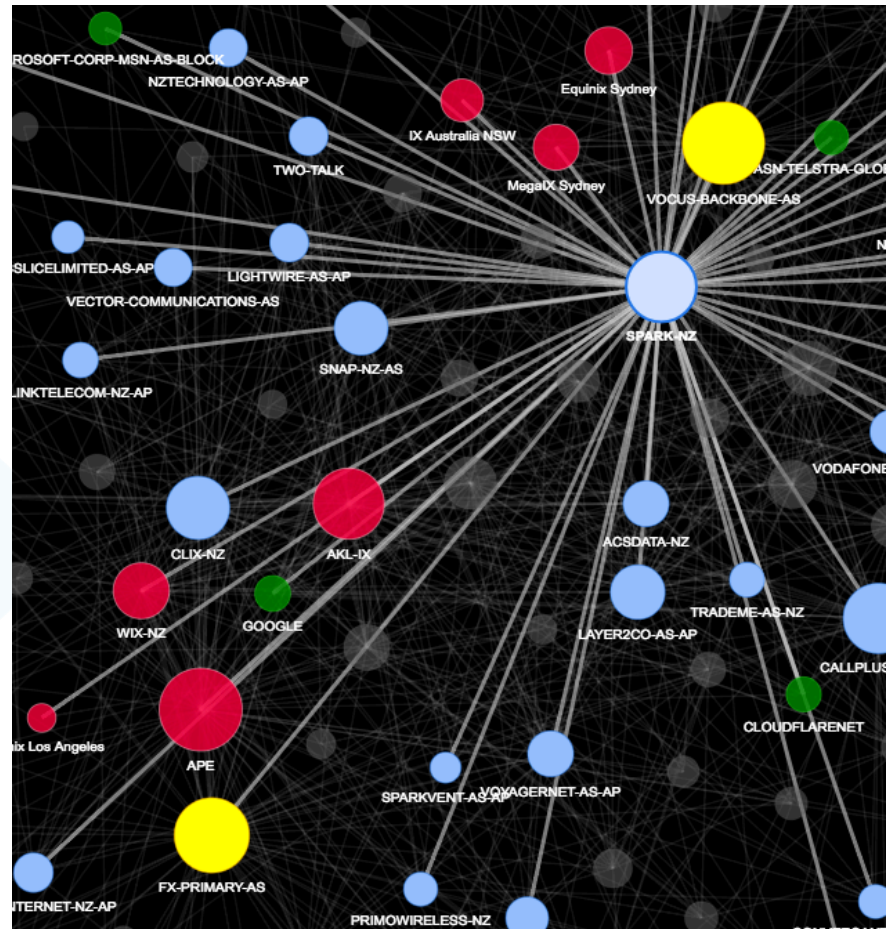 ROSOFT-CORP-MSN-AS-BLOCK
NZTECHNOLOGY-AS-AP
Equinix Sydney
IX Australia NSW
TWO-TALK
ASN-TELSTRA-GLO
MegaIX Sydney
VOCUS-BACKBONE-AS
N
SSLICELIMITED-AS-AP
LIGHTWIRE-AS-AP
VECTOR-COMMUNICATIONS-AS
SPARK-NZ
SNAP-NZ-AS
LINKTELECOM-NZ-AP
VODAFONE
ACSDATA-NZ
CLIX-NZ
AKL-IX
TRADEME-AS-NZ
WIX-NZ
GOOGLE
LAYER2CO-AS-AP
CALLPLUS
CLOUDFLARENET
nix Los Angeles
APE
SPARKVENT-AS-AP
VOYAGERNET-AS-AP
FX-PRIMARY-AS
NTERNET-NZ-AP
PRIMOWIRELESS-NZ